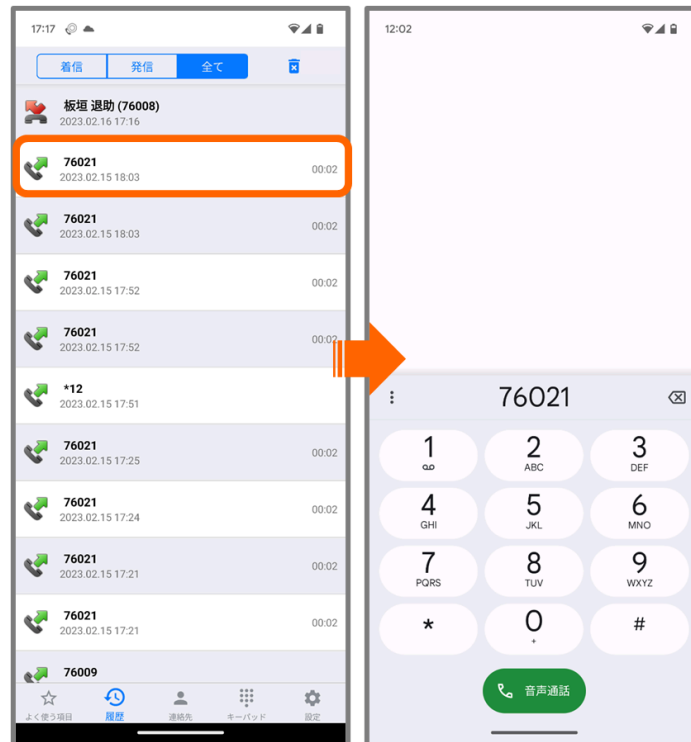 17:17
着信 発信 全て
板垣 退助 (76008)
2023.02.16 17:16
76021
2023.02.15 18:03 00:02
76021
2023.02.15 18:03 00:02
76021
2023.02.15 17:52 00:02
76021
2023.02.15 17:52 00:02
*12
2023.02.15 17:51
76021
2023.02.15 17:25 00:02
76021
2023.02.15 17:24 00:02
76021
2023.02.15 17:21 00:02
76021
2023.02.15 17:21 00:02
76009
よく使う項目 履歴 連絡先 キーパッド 設定
12:02
76021
1 2 3
ABC DEF
4 5 6
GHI JKL MNO
7 8 9
PQRS TUV WXYZ
* 0 #
+
音声通話